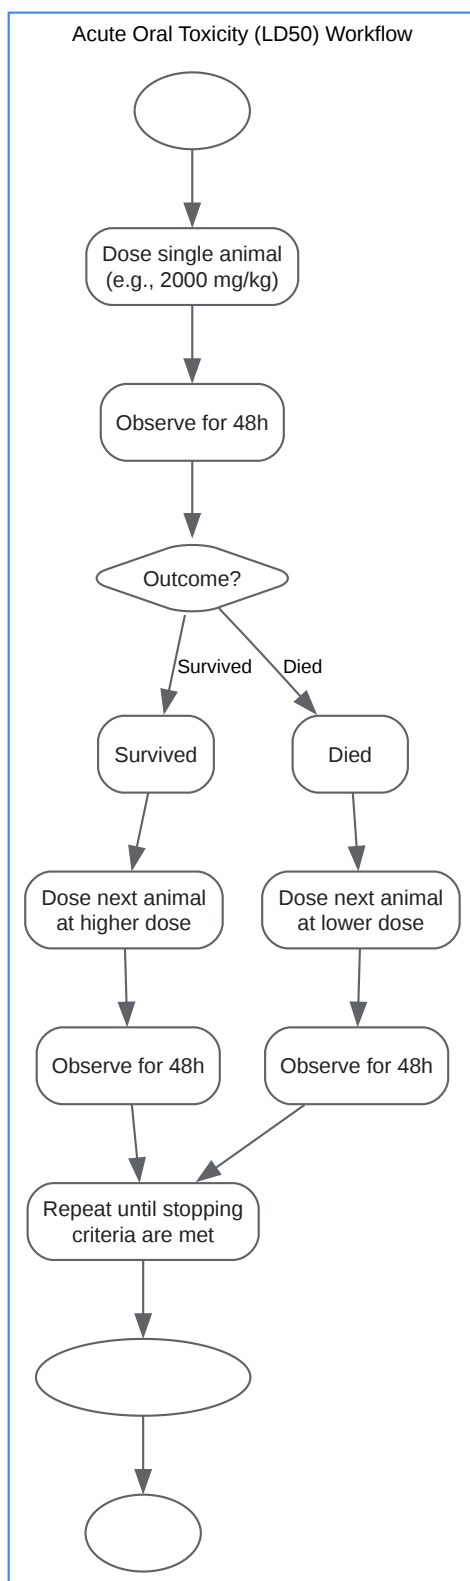 Acute Oral Toxicity (LD50) Workflow
Dose single animal
(e.g., 2000 mg/kg)
Observe for 48h
Outcome?
Survived
Died
Survived
Died
Dose next animal
at higher dose
Dose next animal
at lower dose
Observe for 48h
Observe for 48h
Repeat until stopping
criteria are met